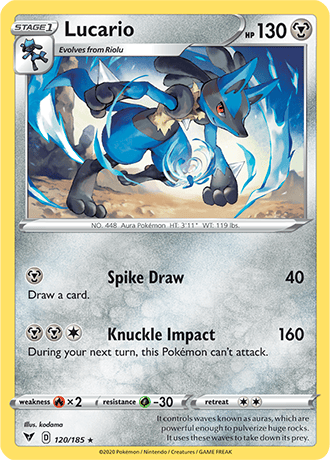 STAGE 1 Lucario HP 130
Evolves from Riolu
NO. 448 Aura Pokémon HT: 3'11" WT: 119 lbs.
Spike Draw 40
Draw a card.
Knuckle Impact 160
During your next turn, this Pokémon can't attack.
weakness ×2 resistance -30 retreat
Illus. kodama
120/185 ★
It controls waves known as auras, which are
powerful enough to pulverize huge rocks.
It uses these waves to take down its prey.
©2020 Pokémon / Nintendo / Creatures / GAME FREAK